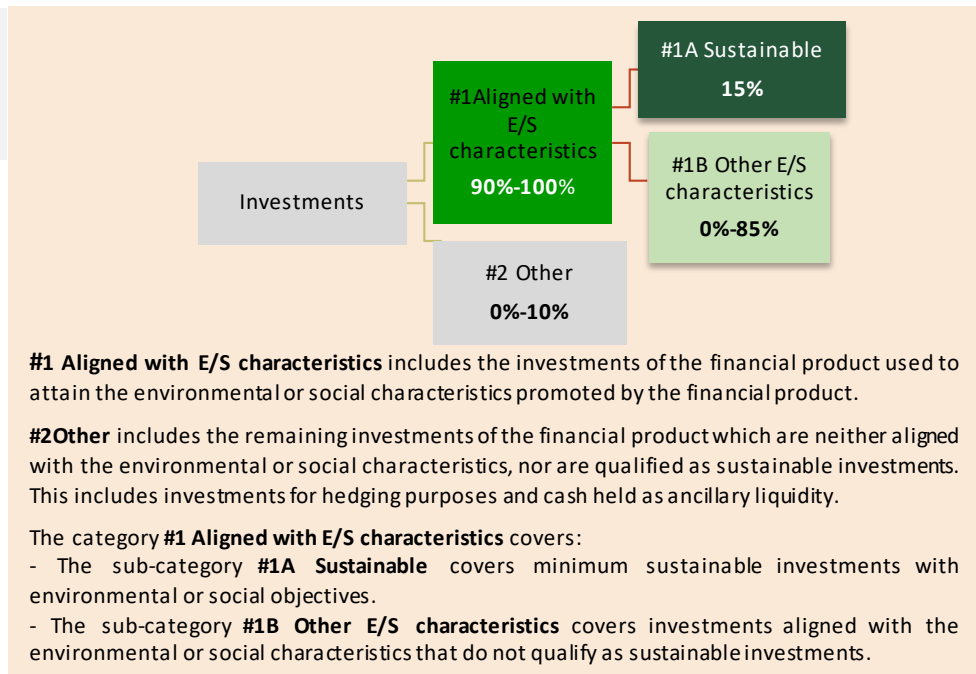 #1A Sustainable
15%
#1Aligned with
E/S
characteristics
90%-100%
#1B Other E/S
characteristics
0%-85%
Investments
#2 Other
0%-10%
#1 Aligned with E/S characteristics includes the investments of the financial product used to
attain the environmental or social characteristics promoted by the financial product.
#2Other includes the remaining investments of the financial product which are neither aligned
with the environmental or social characteristics, nor are qualified as sustainable investments.
This includes investments for hedging purposes and cash held as ancillary liquidity.
The category #1 Aligned with E/S characteristics covers:
- The sub-category #1A Sustainable covers minimum sustainable investments with
environmental or social objectives.
- The sub-category #1B Other E/S characteristics covers investments aligned with the
environmental or social characteristics that do not qualify as sustainable investments.